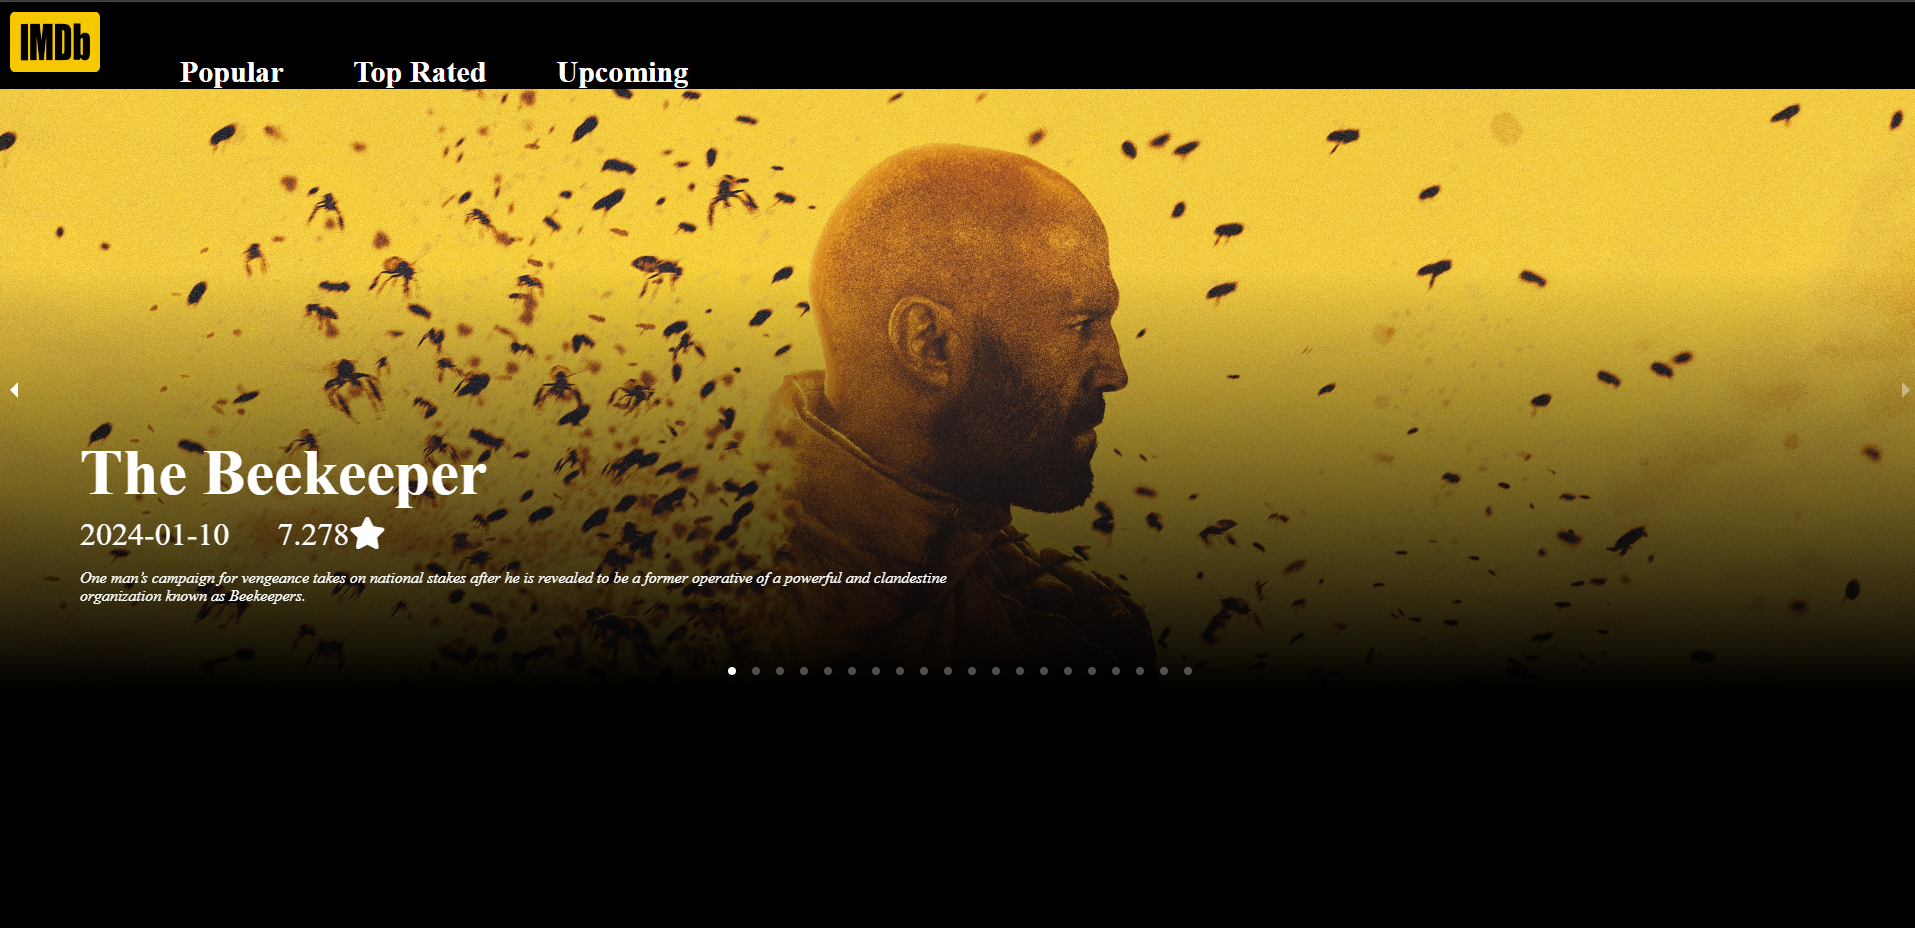 IMDb
Popular Top Rated Upcoming
The Beekeeper
2024-01-10 7.278
One man's campaign for vengeance takes on national stakes after he is revealed to be a former operative of a powerful and clandestine
organization known as Beekeepers.